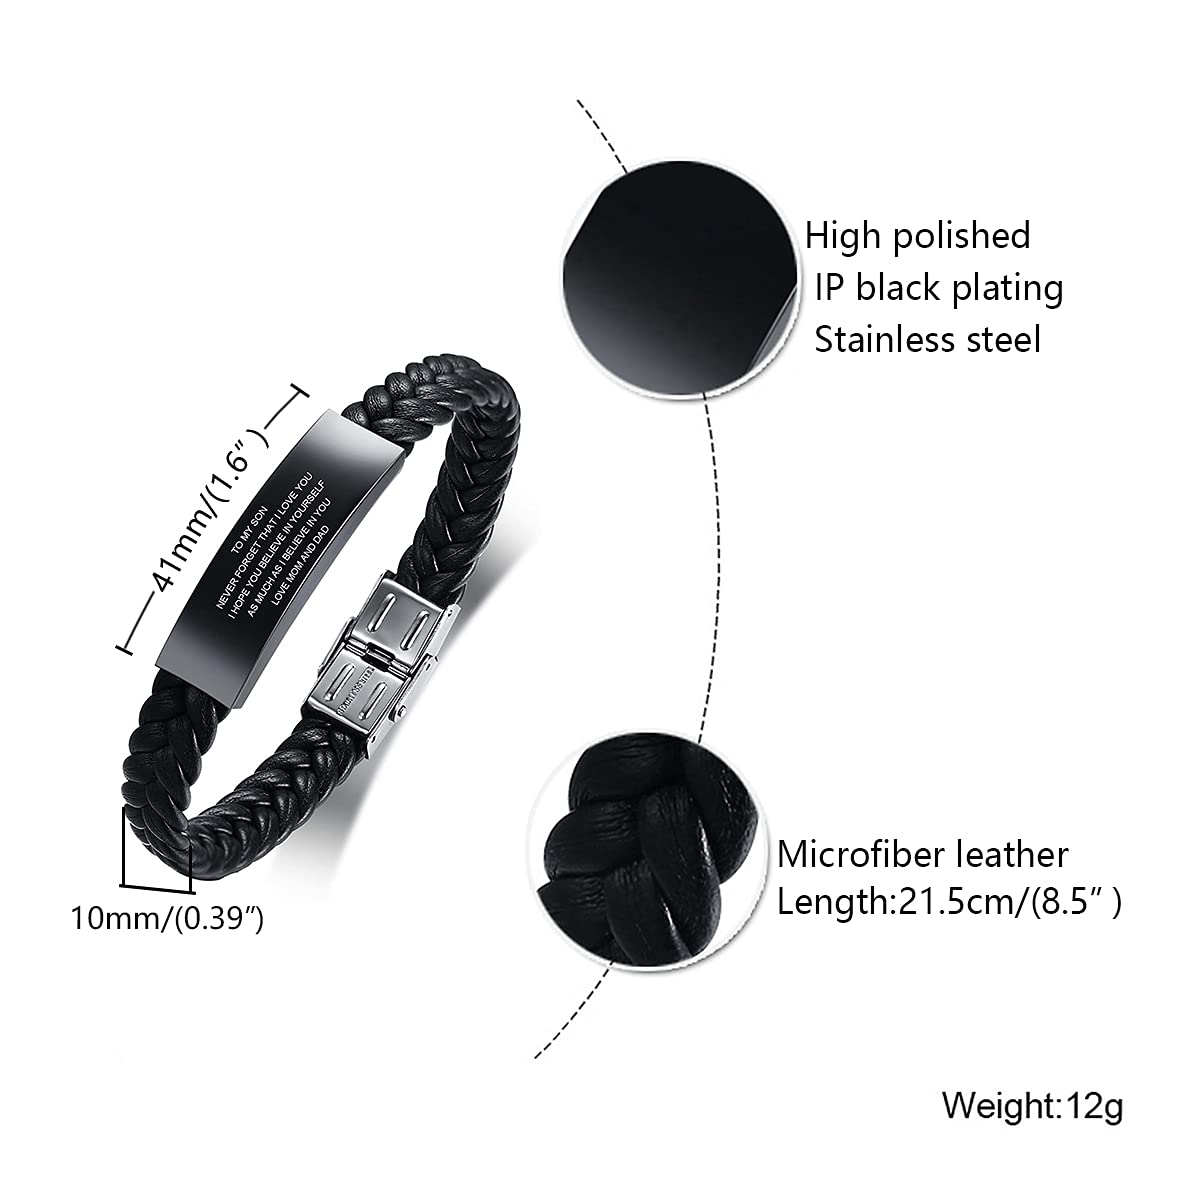 High polished
IP black plating
Stainless steel
41mm/(1.6″ )
TO MY SON
NEVER FORGET THAT I LOVE YOU
I HOPE YOU BELIEVE IN YOURSELF
AS MUCH AS I BELIEVE IN YOU
LOVE MOM AND DAD
10mm/(0.39″)
Microfiber leather
Length:21.5cm/(8.5″ )
Weight:12g